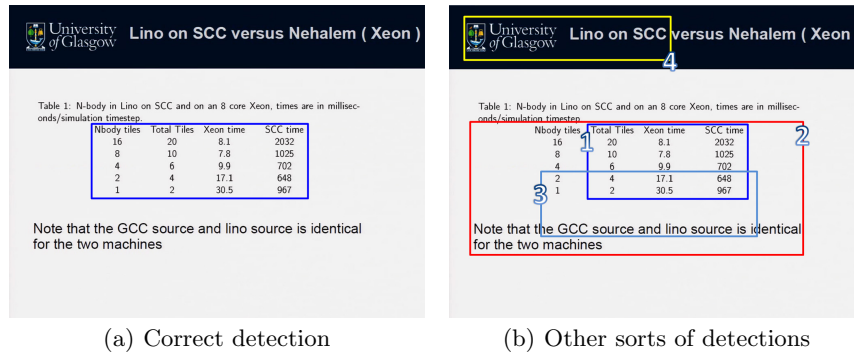 University
of Glasgow
Lino on SCC versus Nehalem ( Xeon )
Table 1: N-body in Lino on SCC and on an 8 core Xeon, times are in millisec-
onds/simulation timestep.
Nbody tiles Total Tiles Xeon time SCC time
16 20 8.1 2032
8 10 7.8 1025
4 6 9.9 702
2 4 17.1 648
1 2 30.5 967
Note that the GCC source and lino source is identical
for the two machines
(a) Correct detection
University
of Glasgow
Lino on SCC versus Nehalem ( Xeon
4
Table 1: N-body in Lino on SCC and on an 8 core Xeon, times are in millisec-
onds/simulation timestep.
Nbody tiles Total Tiles Xeon time SCC time
1
2
16 20 8.1 2032
8 10 7.8 1025
4 6 9.9 702
2 4 17.1 648
3
1 2 30.5 967
Note that the GCC source and lino source is identical
for the two machines
(b) Other sorts of detections